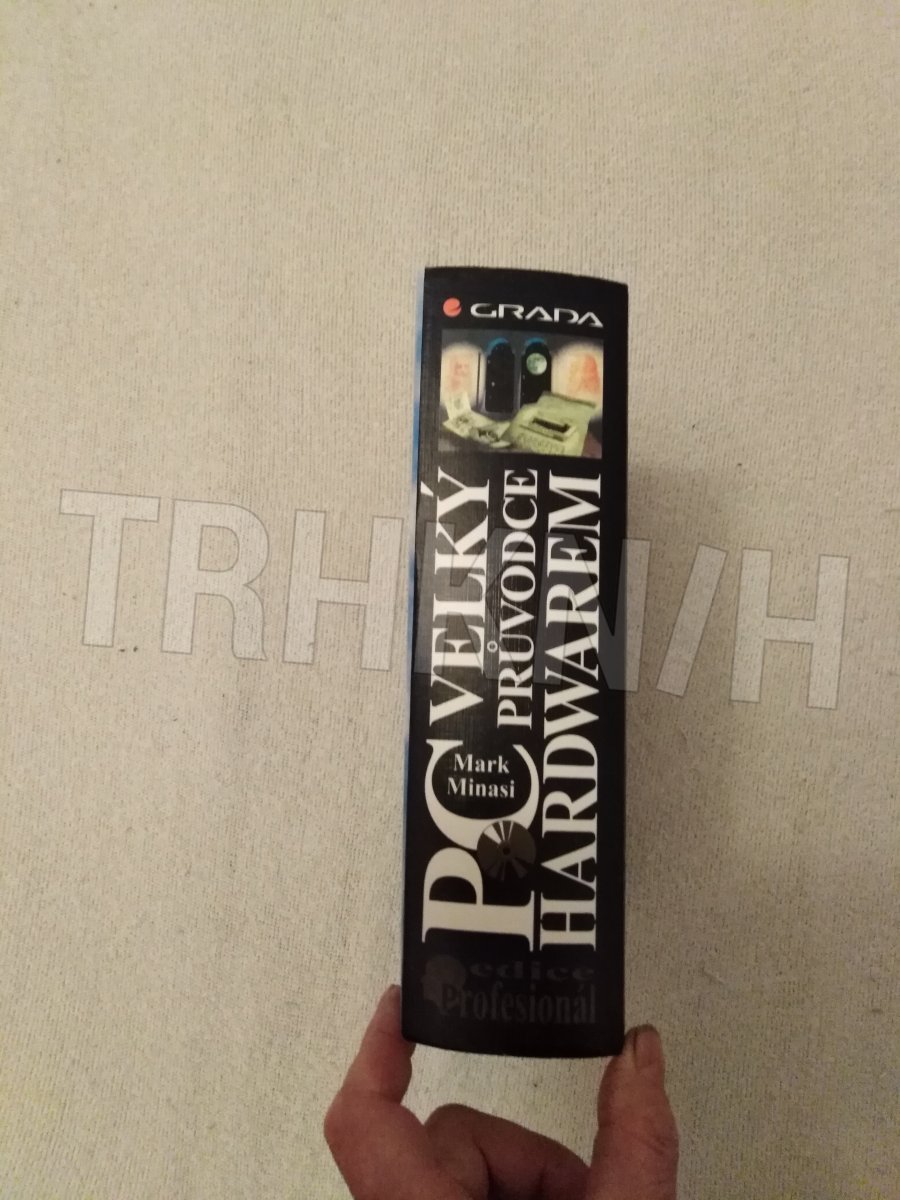 GRADA
PC VELKÝ
PRŮVODCE
HARDWAREM
Mark
Minasi
edice
Profesionál
TRHKNIH